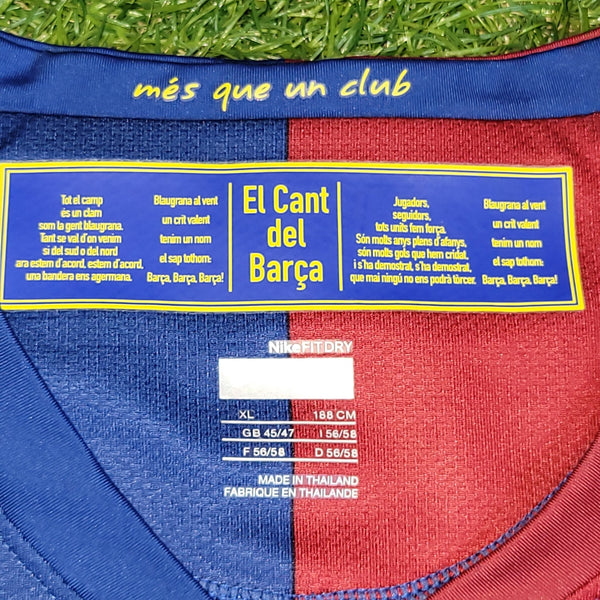 més que un club
Tot el camp
és un clam
som la gent blaugrana.
Tant se val d'on venim
si del sud o del nord
ara estem d'acord, estem d'acord,
una bandera ens agermana.
Blaugrana al vent
un crit valent
tenim un nom
el sap tothom:
Barça, Barça, Barça!
El Cant
del
Barça
Jugadors,
seguidors,
tots units fem força.
Són molts anys plens d'afanys,
són molts gols que hem cridat,
i s'ha demostrat, s'ha demostrat,
que mai ningú no ens podrà tòrcer.
Blaugrana al vent
un crit valent
tenim un nom
el sap tothom:
Barça, Barça, Barça!
NikeFITDRY
XL 188 CM
GB 45/47 I 56/58
F 56/58 D 56/58
MADE IN THAILAND
FABRIQUE EN THAILANDE